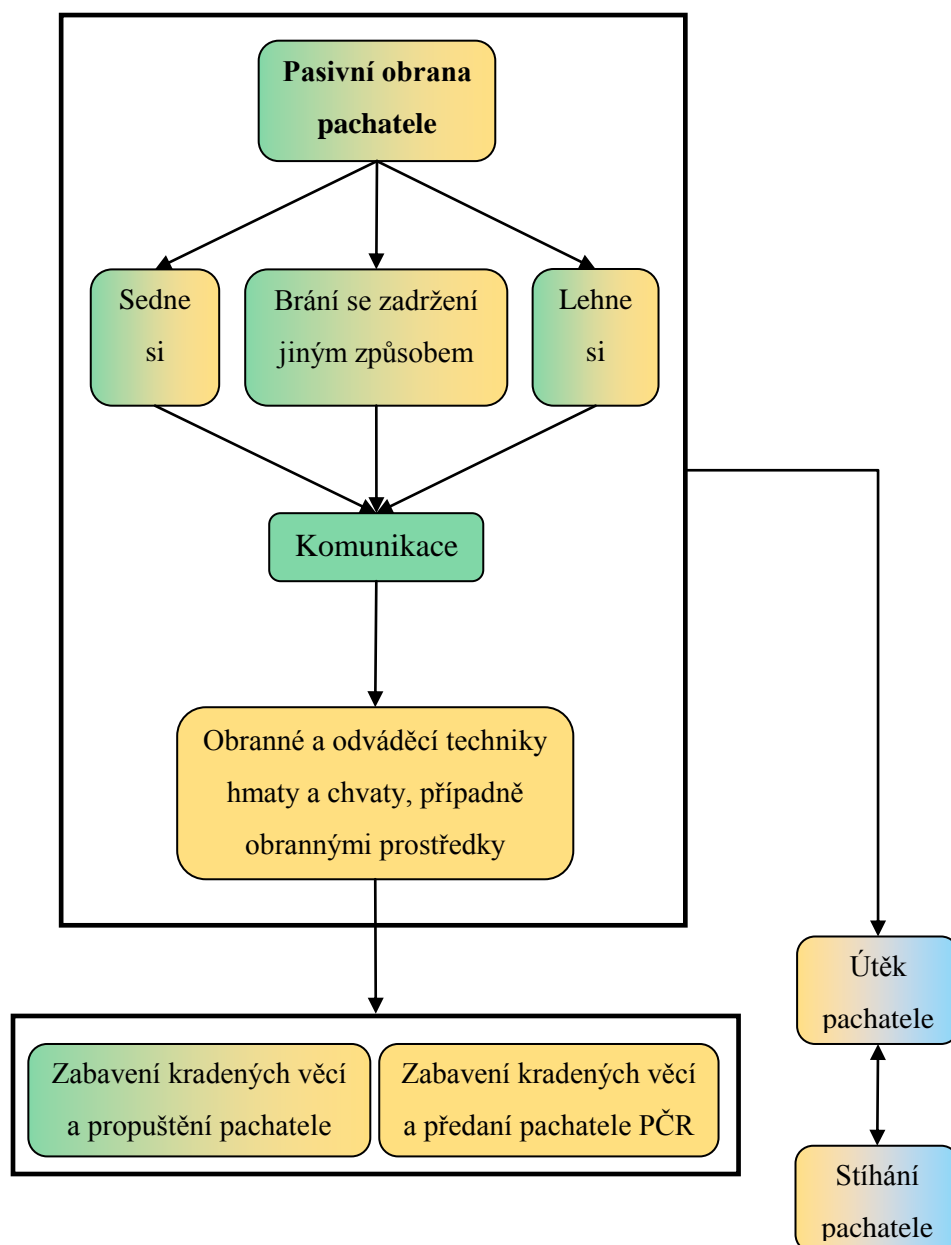 Pasivní obrana
pachatele
Sedne
si
Brání se zadržení
jiným způsobem
Lehne
si
Komunikace
Obranné a odváděcí techniky
hmaty a chvaty, případně
obrannými prostředky
Útěk
pachatele
Zabavení kradených věcí
a propuštění pachatele
Zabavení kradených věcí
a předaní pachatele PČR
Stíhání
pachatele